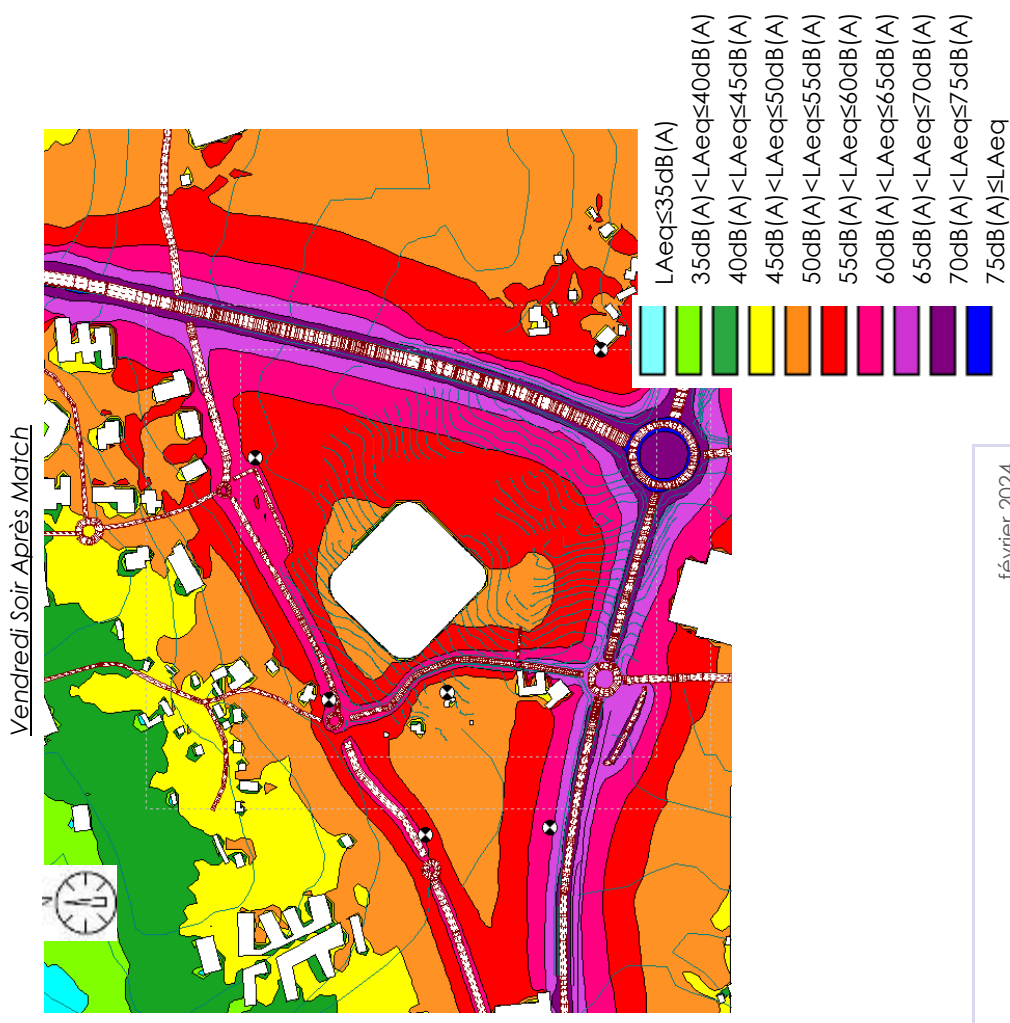 Vendredi Soir Après Match
N
LAeq≤35dB(A)
35dB(A)<LAeq≤40dB(A)
40dB(A)<LAeq≤45dB(A)
45dB(A)<LAeq≤50dB(A)
50dB(A)<LAeq≤55dB(A)
55dB(A)<LAeq≤60dB(A)
60dB(A)<LAeq≤65dB(A)
65dB(A)<LAeq≤70dB(A)
70dB(A)<LAeq≤75dB(A)
75dB(A)≤LAeq
février 2024